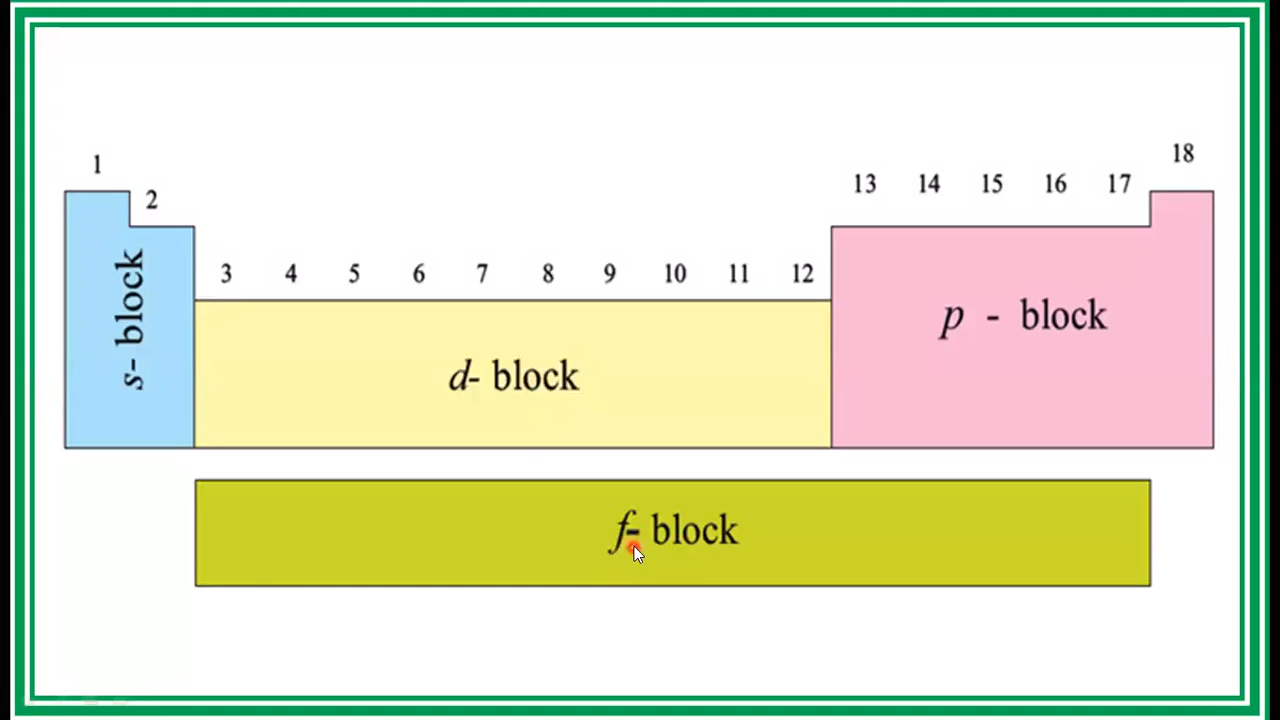 1
18
13 14 15 16 17
2
3 4 5 6 7 8 9 10 11 12
s- block
p - block
d- block
f- block